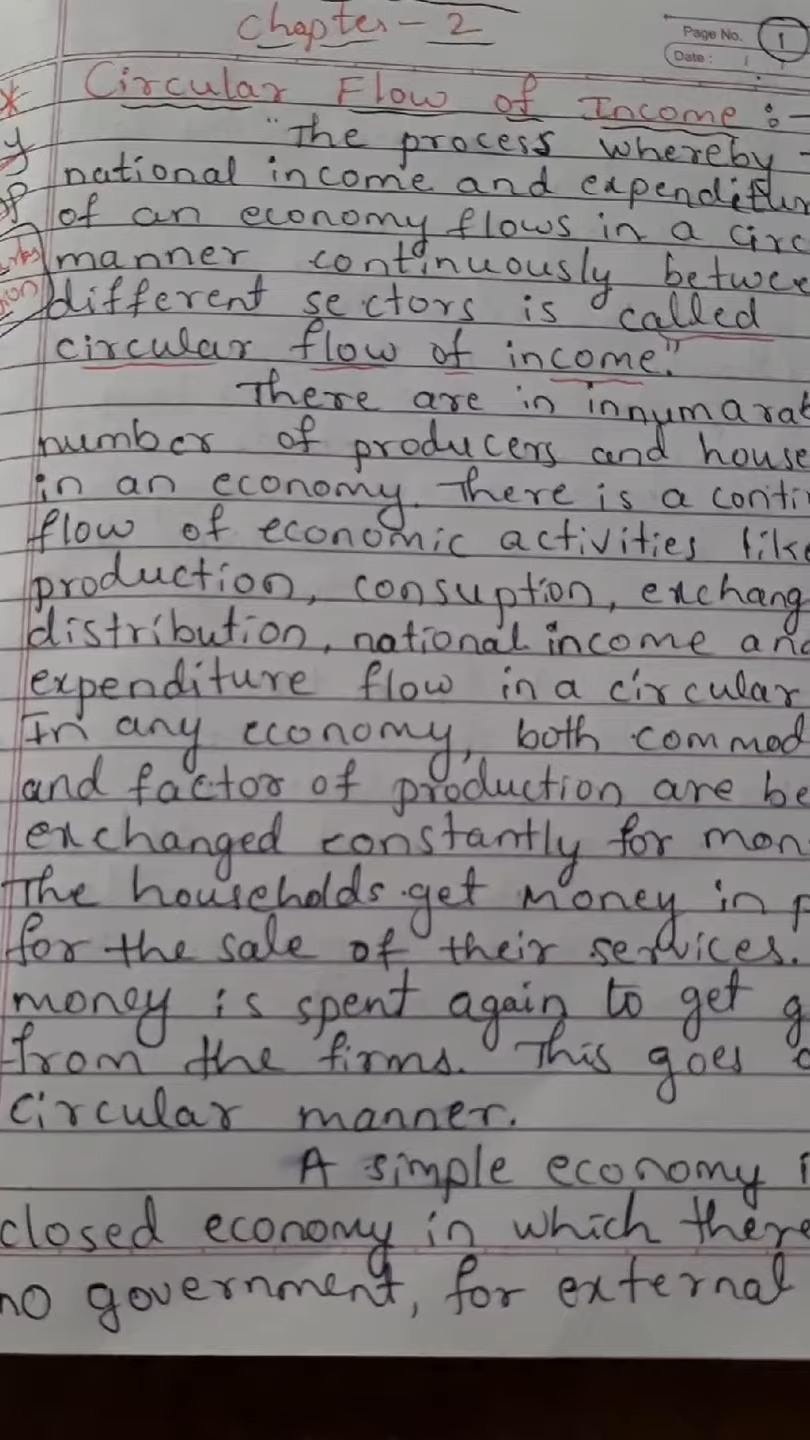 Chapter - 2
Page No. 1
Date :
* Circular Flow of Income :-
"The process whereby
national income and expenditur
of an economy flows in a circ
manner continuously betwee
different sectors is called
circular flow of income."
There are in innumarab
number of producers and house
in an economy. There is a conti
flow of economic activities like
production, consuption, exchang
distribution, national income and
expenditure flow in a circular
In any economy, both commod
and factor of production are be
exchanged constantly for mon
The households get money in p
for the sale of their services.
money is spent again to get g
from the firms. This goes o
circular manner.
A simple economy i
closed economy in which there
no government, for external